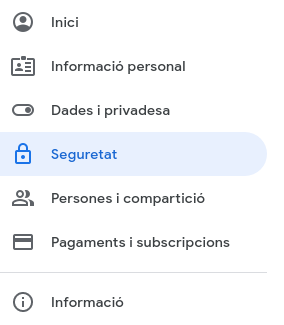 Inici
Informació personal
Dades i privadesa
Seguretat
Persones i compartició
Pagaments i subscripcions
Informació